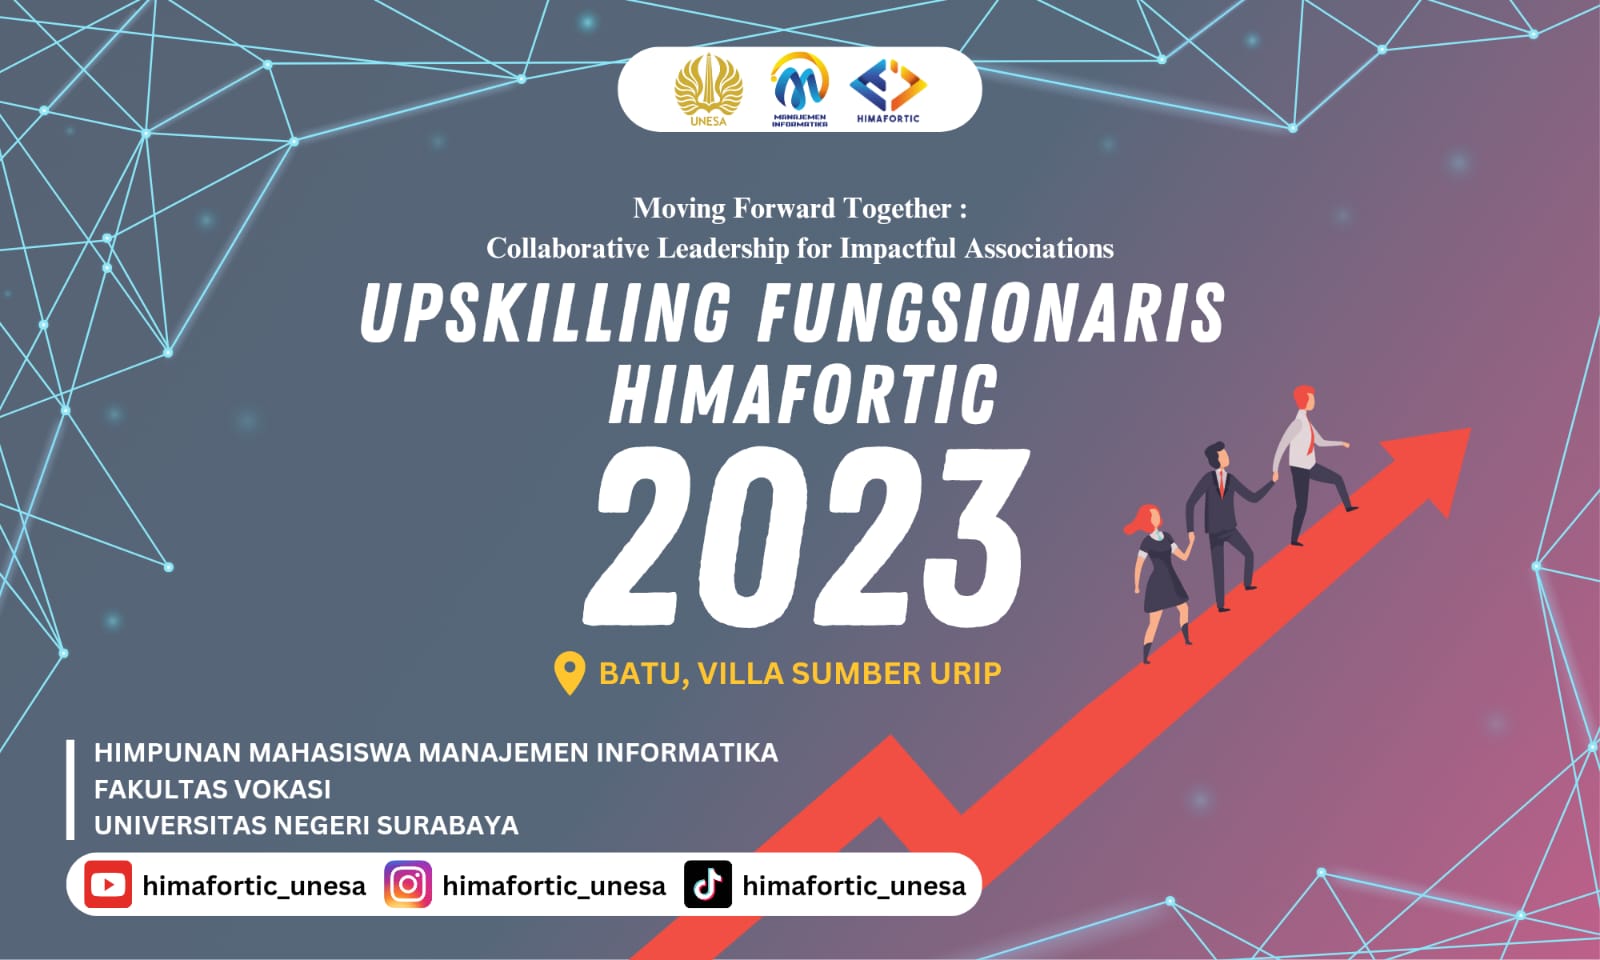 UNESA
MANAJEMEN
INFORMATIKA
HIMAFORTIC
Moving Forward Together :
Collaborative Leadership for Impactful Associations
UPSKILLING FUNGSIONARIS
HIMAFORTIC
2023
BATU, VILLA SUMBER URIP
HIMPUNAN MAHASISWA MANAJEMEN INFORMATIKA
FAKULTAS VOKASI
UNIVERSITAS NEGERI SURABAYA
himafortic_unesa himafortic_unesa himafortic_unesa